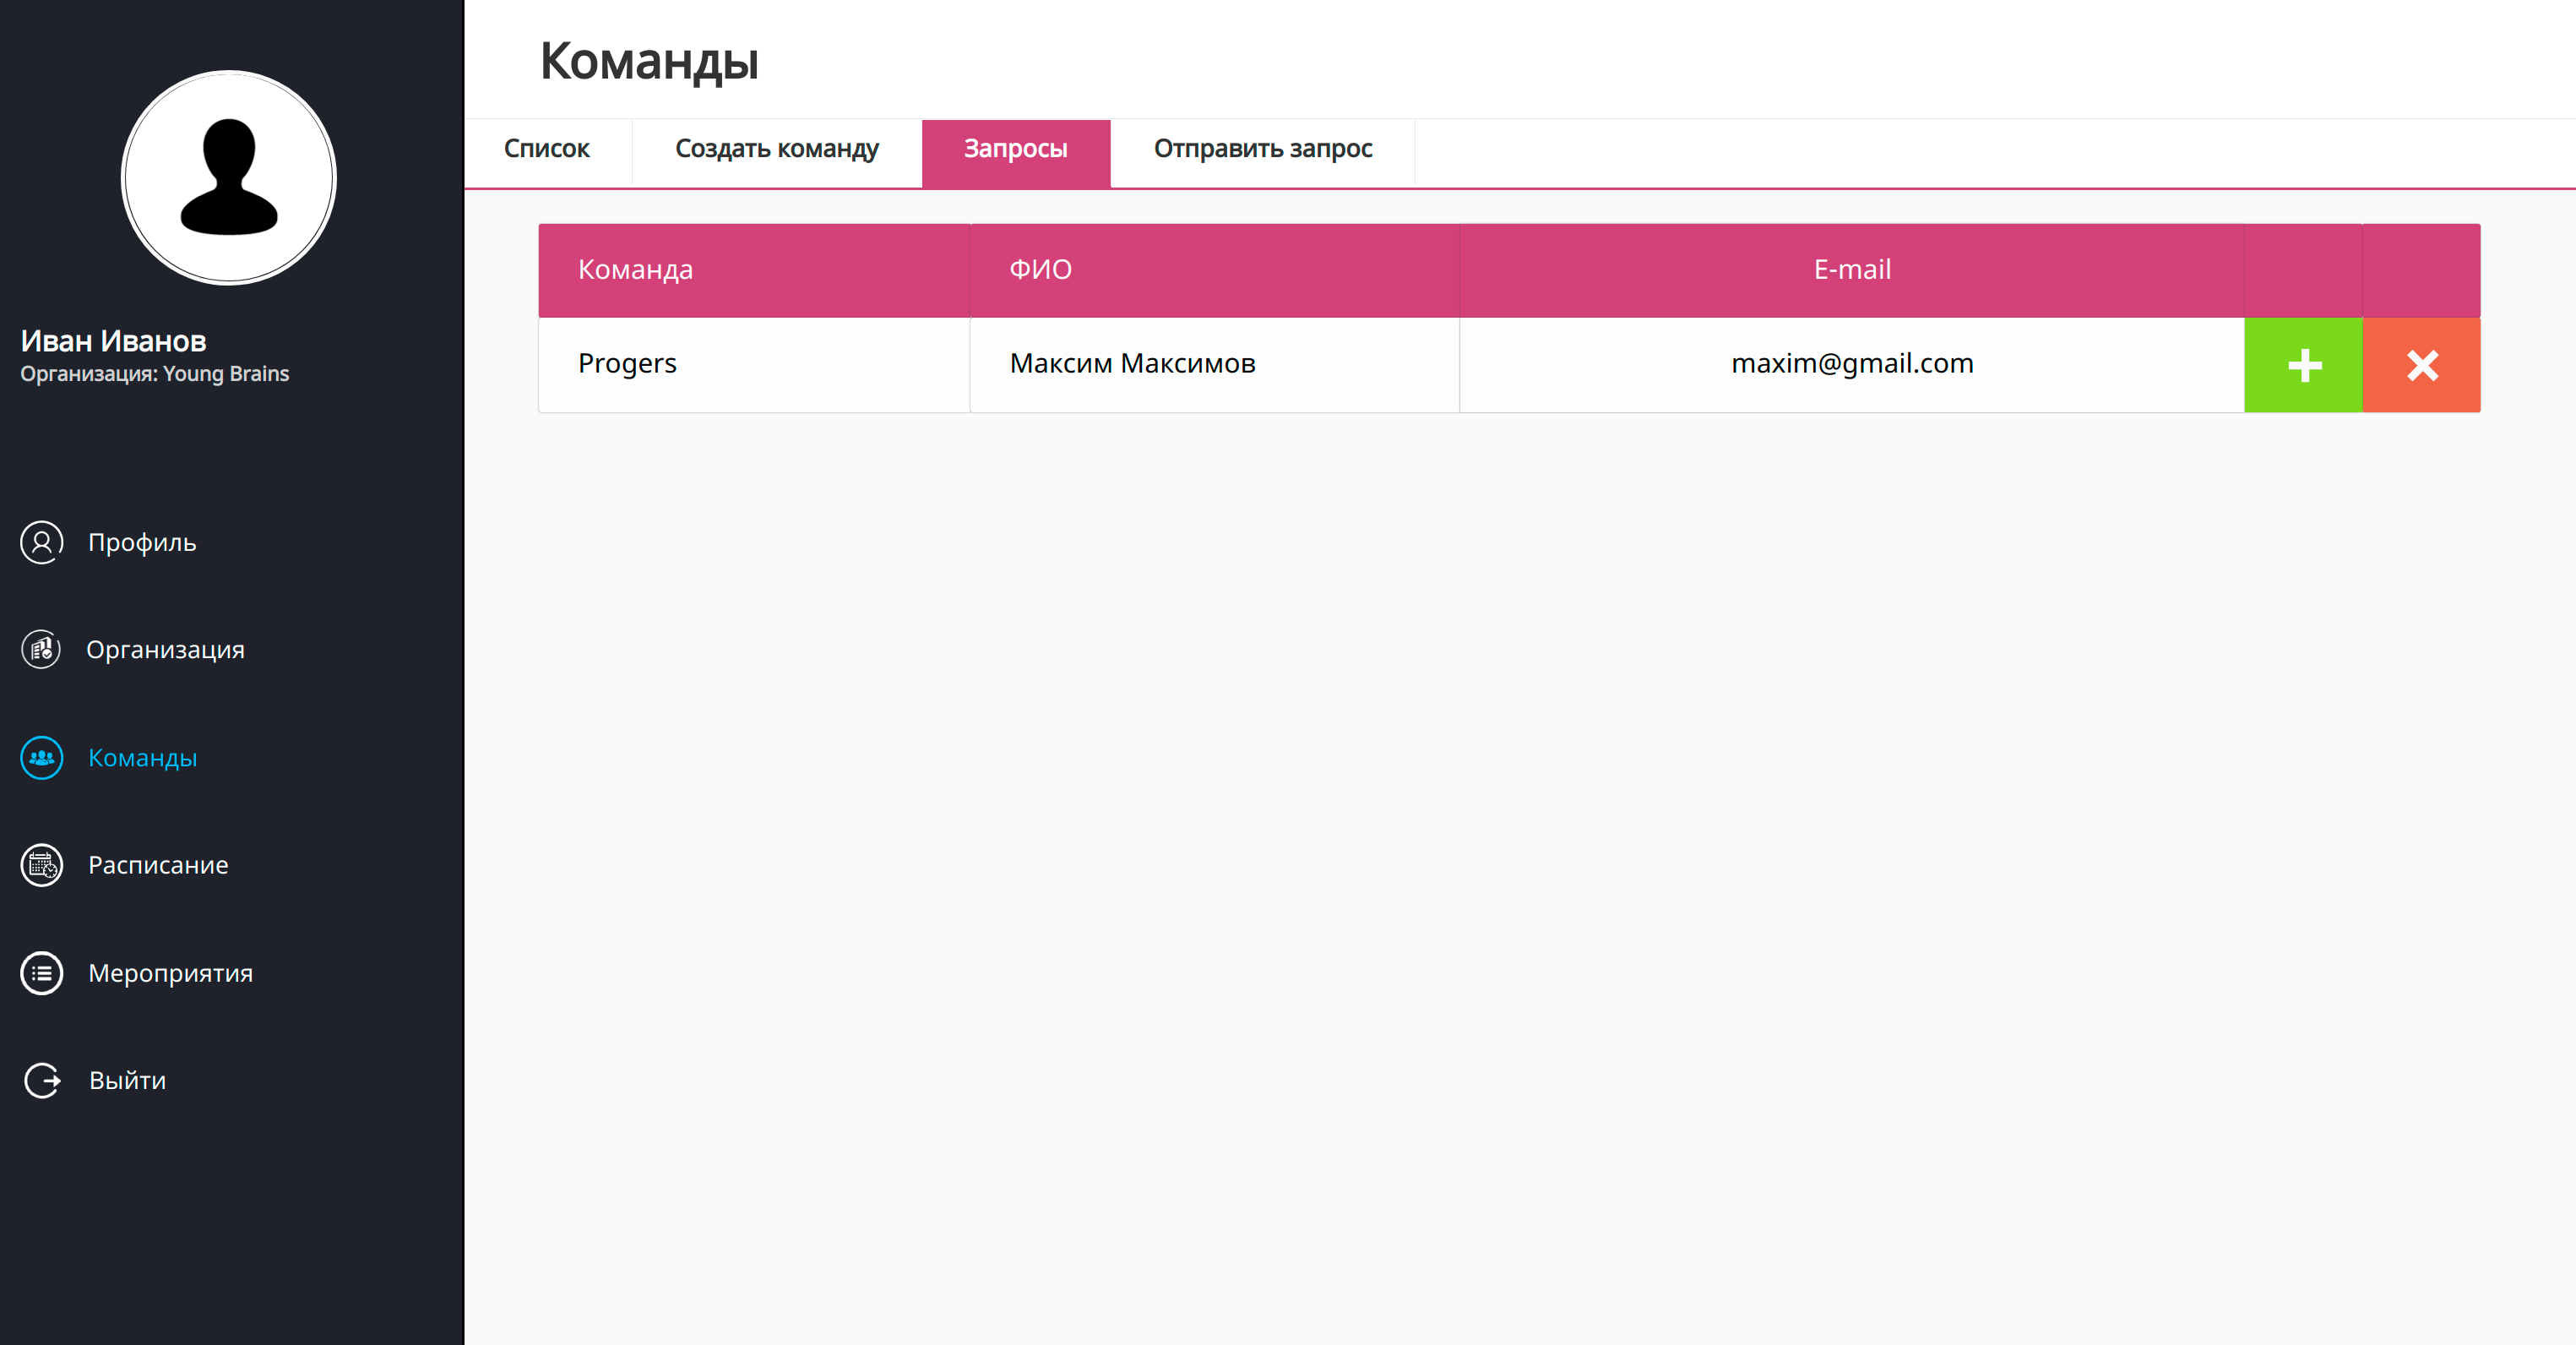 Иван Иванов
Организация: Young Brains
Профиль
Организация
Команды
Расписание
Мероприятия
Выйти
Команды
Список Создать команду Запросы Отправить запрос
Команда ФИО E-mail
Progers Максим Максимов maxim@gmail.com